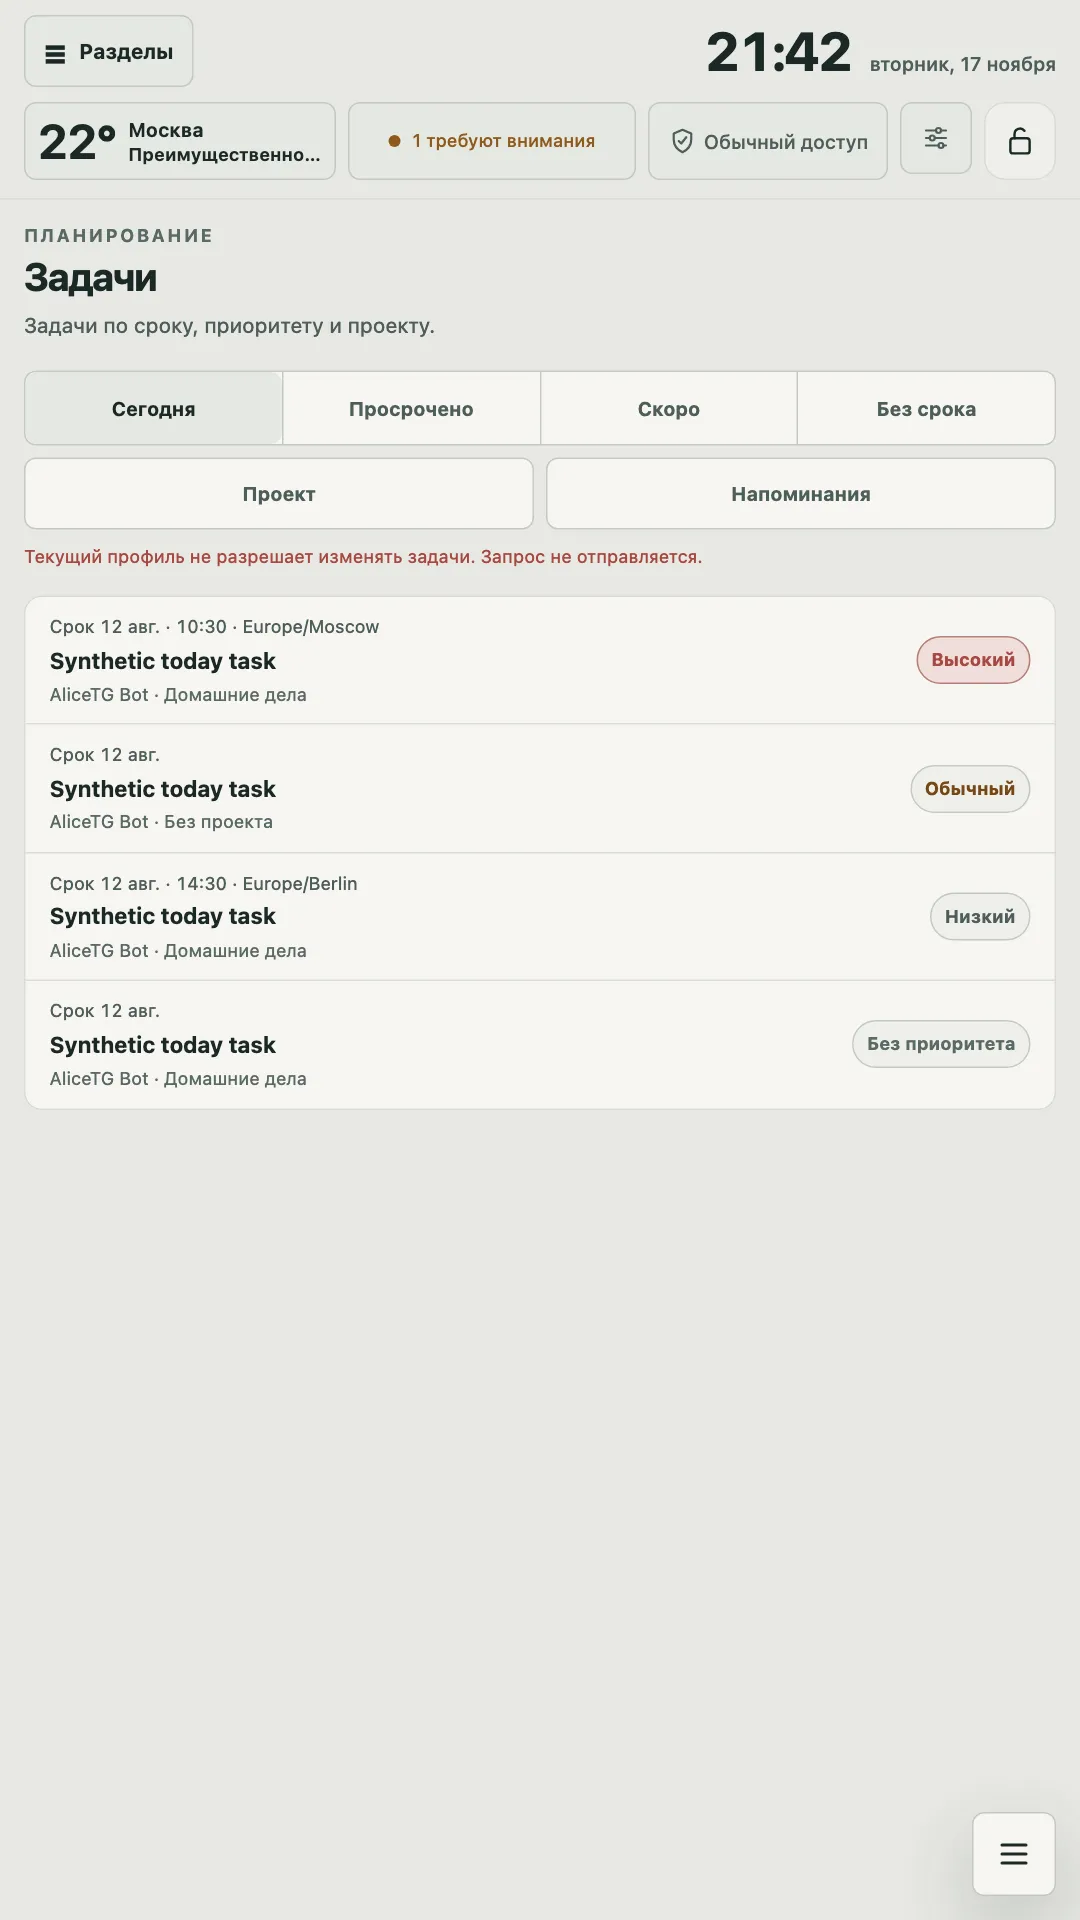 Разделы
21:42 вторник, 17 ноября
22° Москва
Преимущественно...
1 требуют внимания
Обычный доступ
ПЛАНИРОВАНИЕ
Задачи
Задачи по сроку, приоритету и проекту.
Сегодня
Просрочено
Скоро
Без срока
Проект
Напоминания
Текущий профиль не разрешает изменять задачи. Запрос не отправляется.
Срок 12 авг. · 10:30 · Europe/Moscow
Synthetic today task
AliceTG Bot · Домашние дела
Высокий
Срок 12 авг.
Synthetic today task
AliceTG Bot · Без проекта
Обычный
Срок 12 авг. · 14:30 · Europe/Berlin
Synthetic today task
AliceTG Bot · Домашние дела
Низкий
Срок 12 авг.
Synthetic today task
AliceTG Bot · Домашние дела
Без приоритета